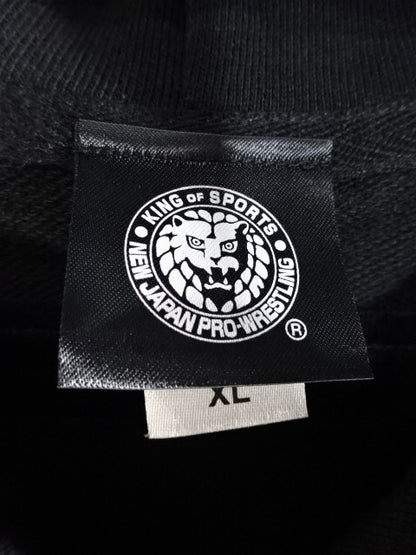 KING OF SPORTS
NEW JAPAN PRO-WRESTLING
®
XL